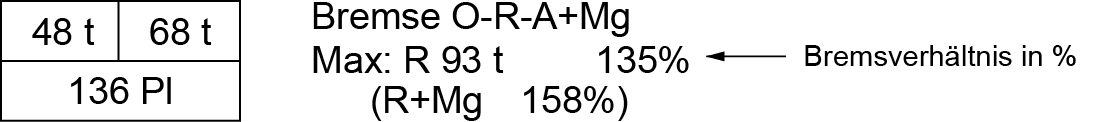 48 t 68 t
136 Pl
Bremse O-R-A+Mg
Max: R 93 t 135% Bremsverhältnis in %
(R+Mg 158%)